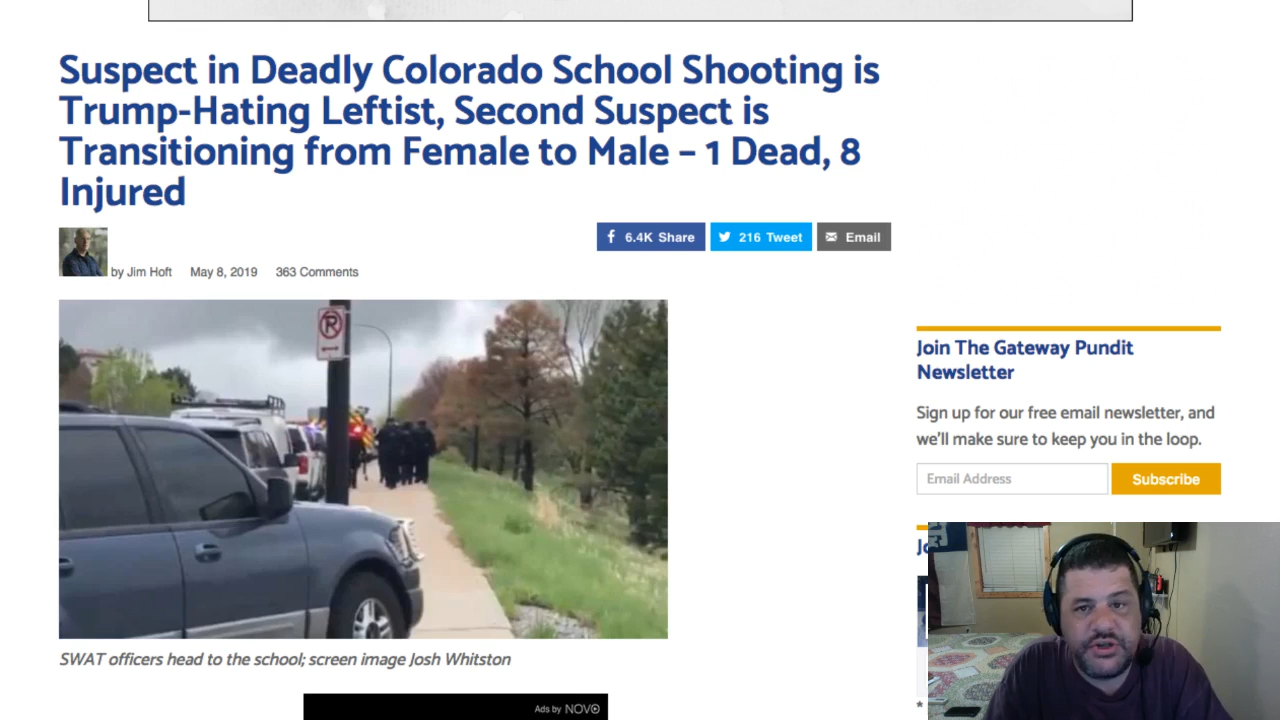 Suspect in Deadly Colorado School Shooting is
Trump-Hating Leftist, Second Suspect is
Transitioning from Female to Male – 1 Dead, 8
Injured
6.4K Share
216 Tweet
Email
by Jim Hoft May 8, 2019 363 Comments
SWAT officers head to the school; screen image Josh Whitston
Ads by NOVO
Join The Gateway Pundit
Newsletter
Sign up for our free email newsletter, and
we'll make sure to keep you in the loop.
Email Address
Subscribe